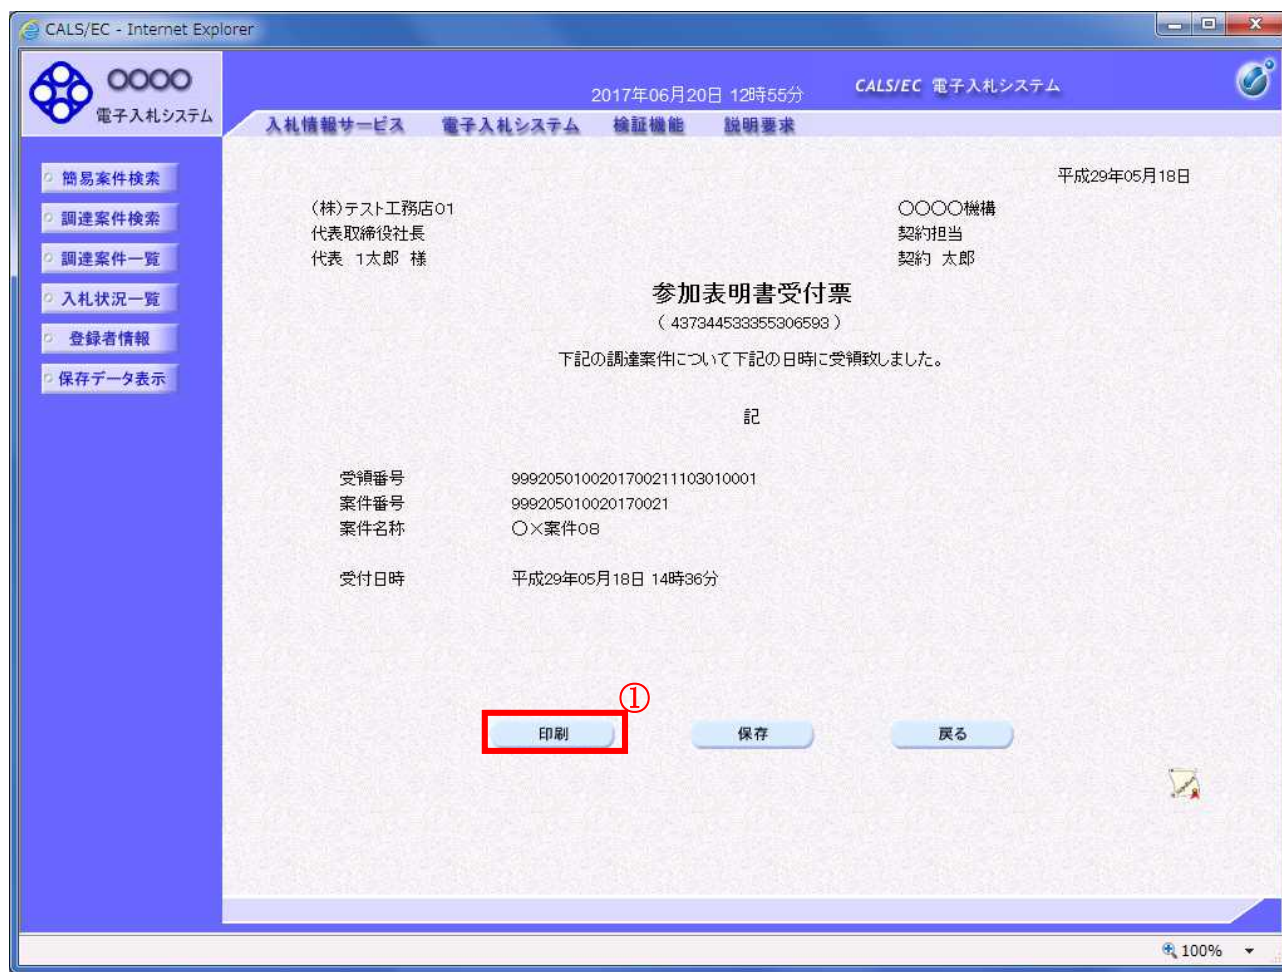 CALS/EC - Internet Explorer
〇〇〇〇
電子入札システム
2017年06月20日 12時55分
CALS/EC 電子入札システム
入札情報サービス 電子入札システム 検証機能 説明要求
簡易案件検索
調達案件検索
調達案件一覧
入札状況一覧
登録者情報
保存データ表示
平成29年05月18日
(株)テスト工務店01
代表取締役社長
代表 1太郎 様
〇〇〇〇機構
契約担当
契約 太郎
参加表明書受付票
( 437344533355306593 )
下記の調達案件について下記の日時に受領致しました。
記
受領番号 9992050100201700211103010001
案件番号 999205010020170021
案件名称 〇×案件08
受付日時 平成29年05月18日 14時36分
①
印刷 保存 戻る
100%